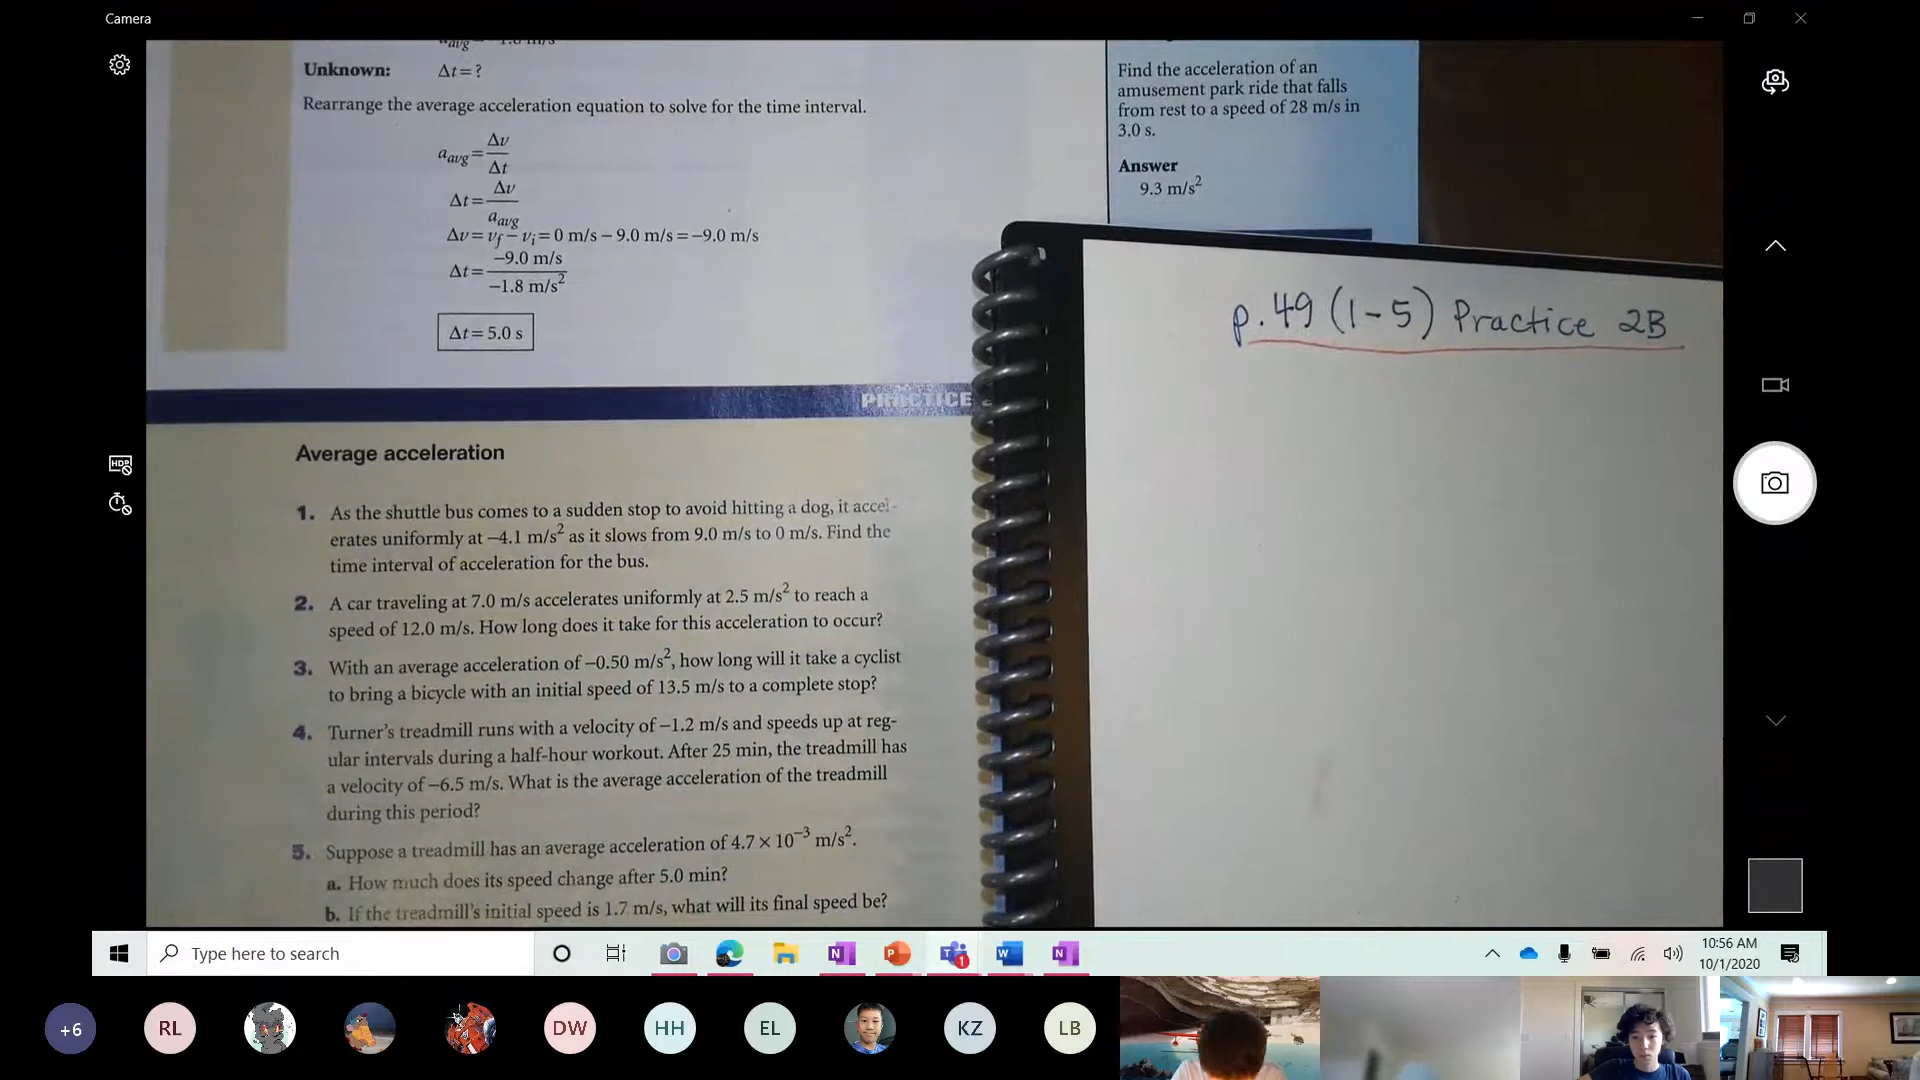 Camera
Unknown: Δt = ?
Rearrange the average acceleration equation to solve for the time interval.
a_avg = Δv/Δt
Δt = Δv/a_avg
Δv = v_f − v_i = 0 m/s − 9.0 m/s = −9.0 m/s
Δt = −9.0 m/s / −1.8 m/s²
Δt = 5.0 s
Find the acceleration of an
amusement park ride that falls
from rest to a speed of 28 m/s in
3.0 s.
Answer
9.3 m/s²
p.49 (1-5) Practice 2B
PRACTICE
Average acceleration
1. As the shuttle bus comes to a sudden stop to avoid hitting a dog, it accel-
erates uniformly at −4.1 m/s² as it slows from 9.0 m/s to 0 m/s. Find the
time interval of acceleration for the bus.
2. A car traveling at 7.0 m/s accelerates uniformly at 2.5 m/s² to reach a
speed of 12.0 m/s. How long does it take for this acceleration to occur?
3. With an average acceleration of −0.50 m/s², how long will it take a cyclist
to bring a bicycle with an initial speed of 13.5 m/s to a complete stop?
4. Turner's treadmill runs with a velocity of −1.2 m/s and speeds up at reg-
ular intervals during a half-hour workout. After 25 min, the treadmill has
a velocity of −6.5 m/s. What is the average acceleration of the treadmill
during this period?
5. Suppose a treadmill has an average acceleration of 4.7 × 10⁻³ m/s².
a. How much does its speed change after 5.0 min?
b. If the treadmill's initial speed is 1.7 m/s, what will its final speed be?
HDR
Type here to search
10:56 AM
10/1/2020
+6 RL DW HH EL KZ LB